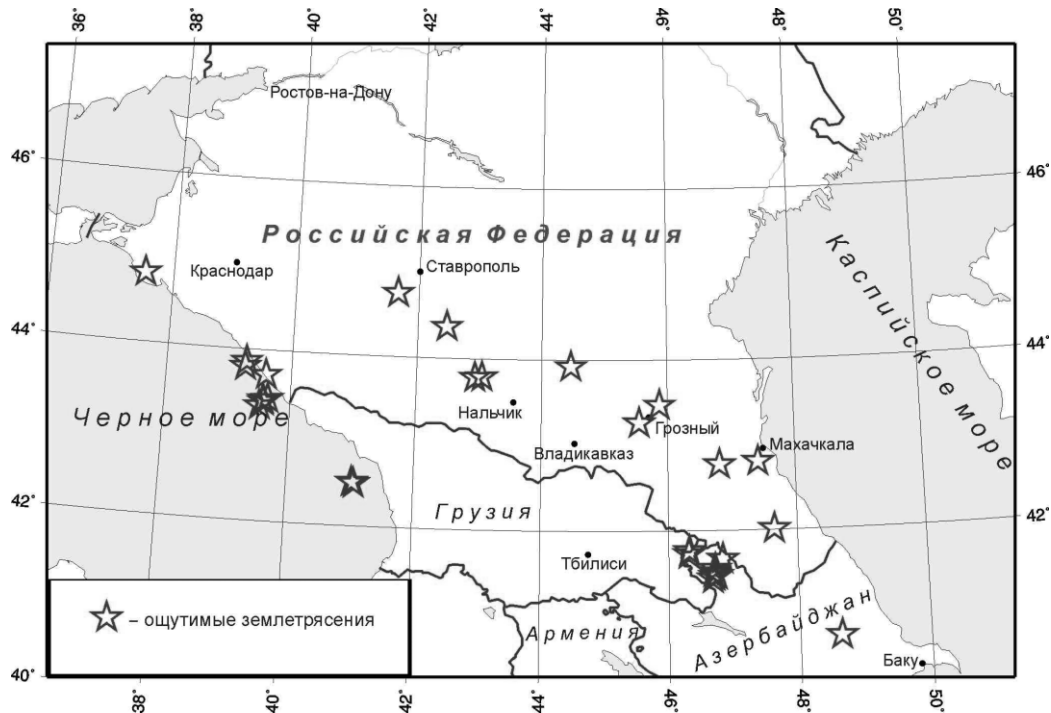 36° 38° 40° 42° 44° 46° 48° 50°
Ростов-на-Дону
46° 46°
Российская Федерация
Краснодар
Ставрополь
Каспийское море
44° 44°
Черное море
Нальчик
Грозный
Владикавказ
Махачкала
42° 42°
Грузия
Тбилиси
– ощутимые землетрясения
Армения
Азербайджан
Баку
40° 40°
38° 40° 42° 44° 46° 48° 50°